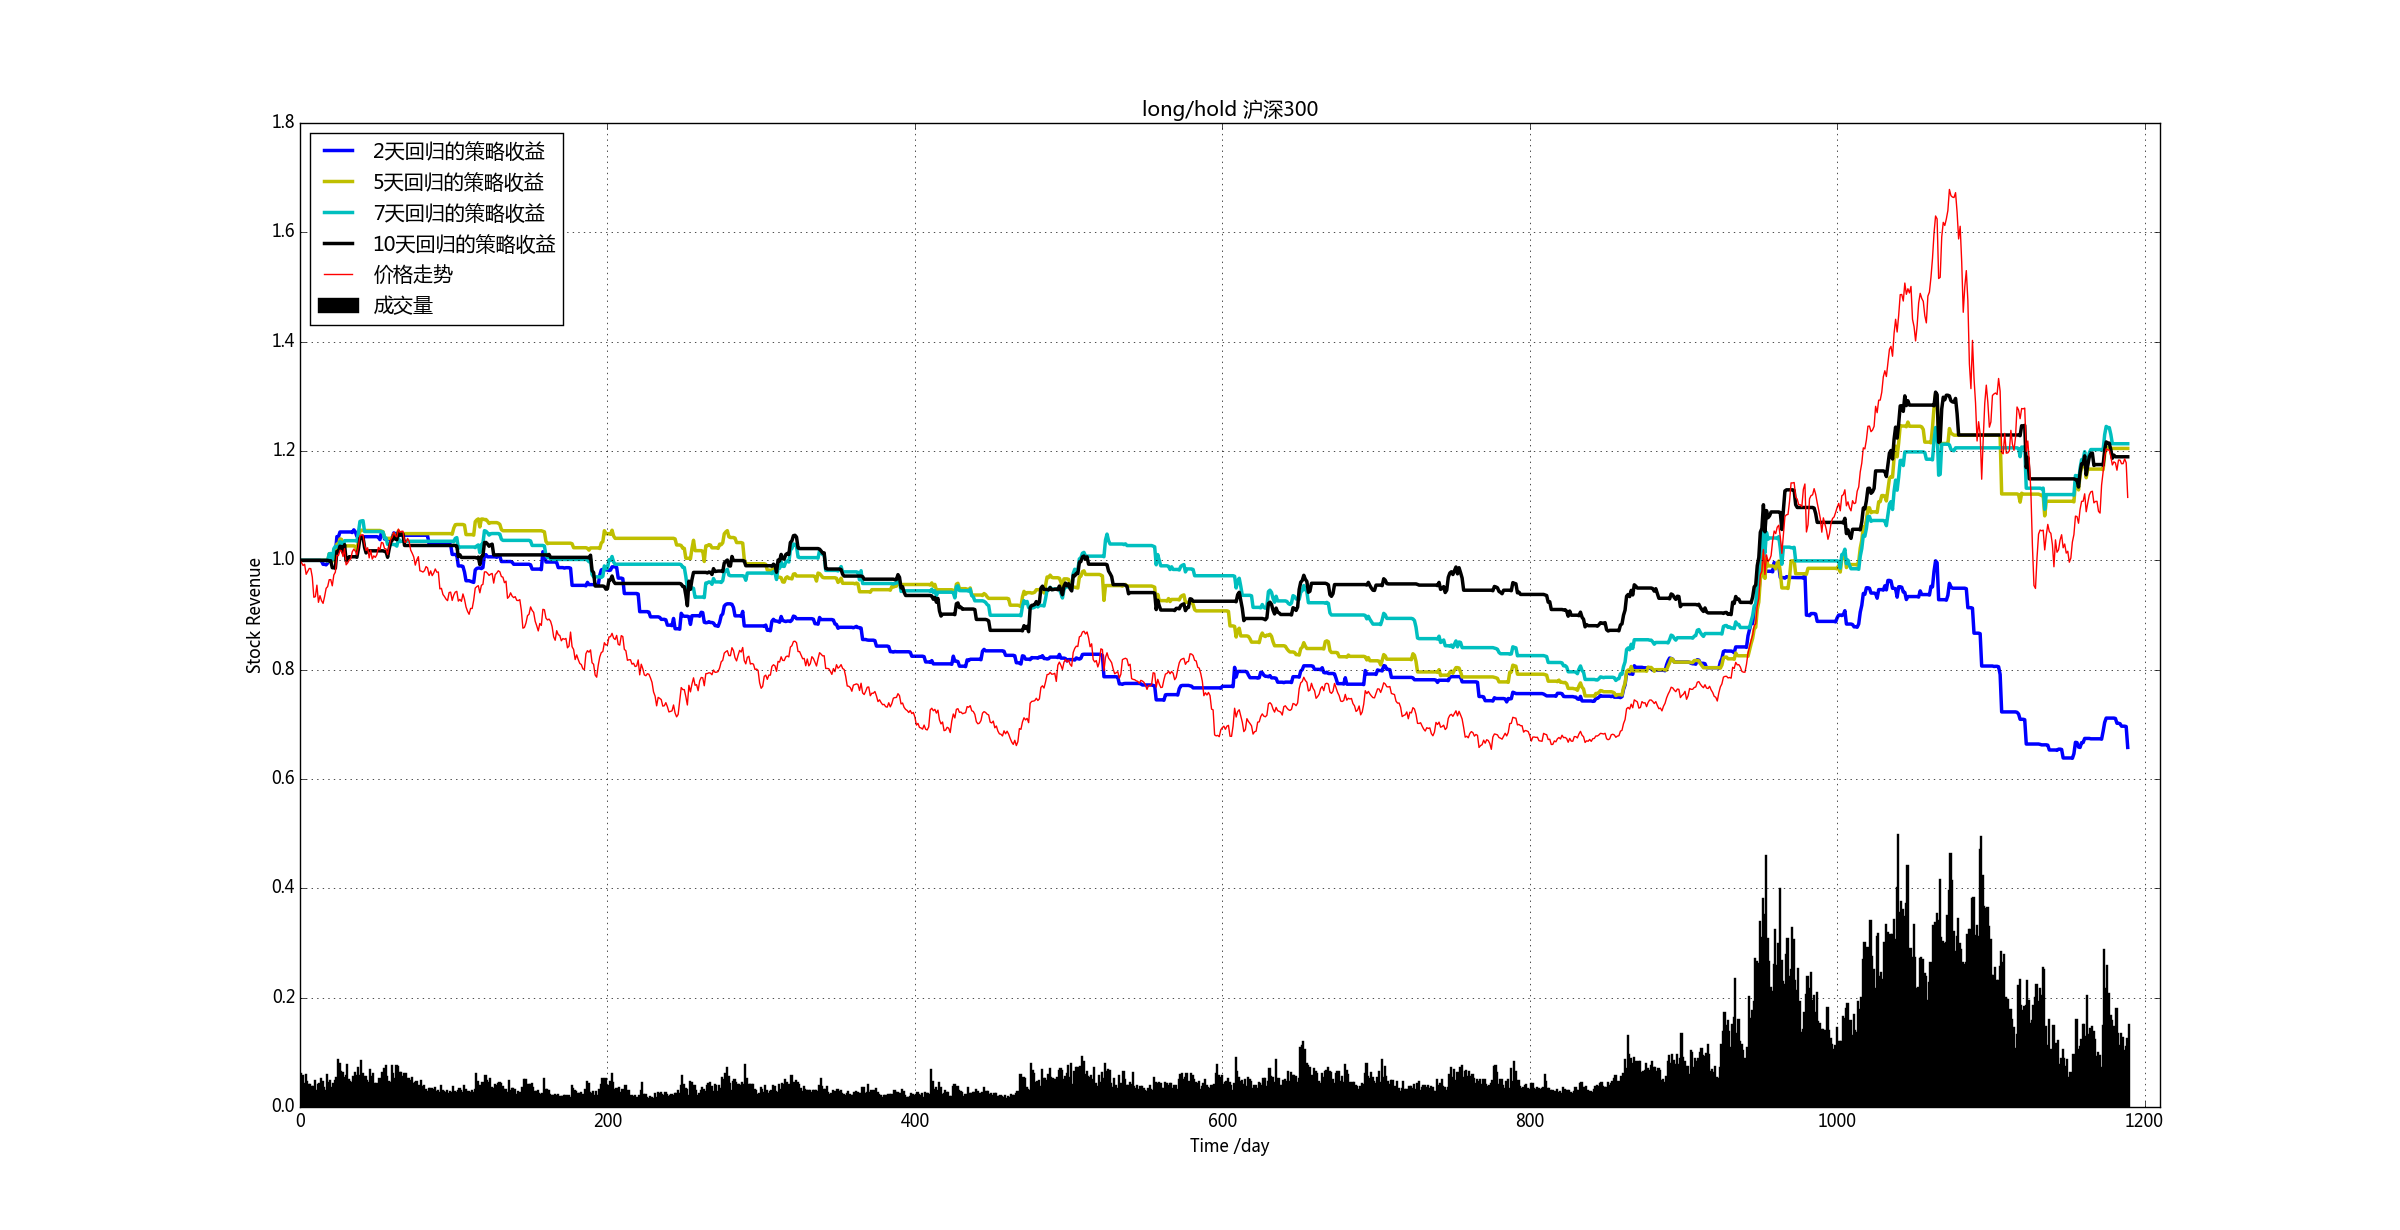 long/hold 沪深300
1.8
1.6
1.4
1.2
1.0
0.8
0.6
0.4
0.2
0.0
Stock Revenue
2天回归的策略收益
5天回归的策略收益
7天回归的策略收益
10天回归的策略收益
价格走势
成交量
0 200 400 600 800 1000 1200
Time /day